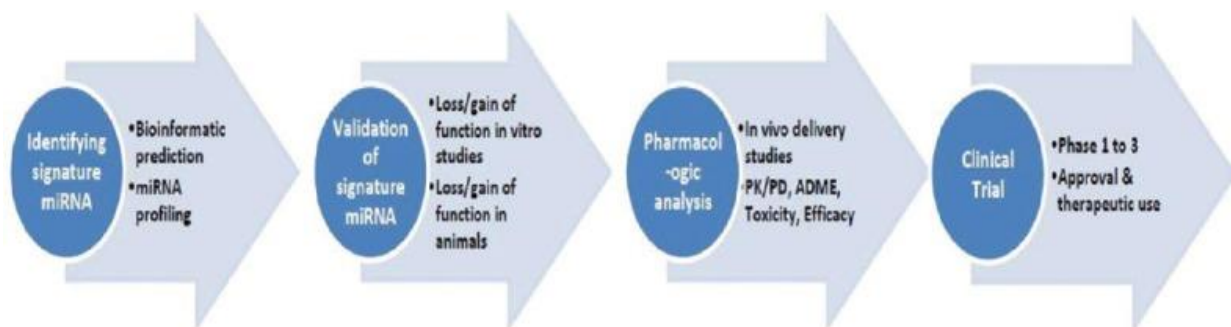 Identifying
signature
miRNA
•Bioinformatic
prediction
•miRNA
profiling
Validation
of
signature
miRNA
•Loss/gain of
function in vitro
studies
•Loss/gain of
function in
animals
Pharmacol
-ogic
analysis
•In vivo delivery
studies
•PK/PD, ADME,
Toxicity, Efficacy
Clinical
Trial
•Phase 1 to 3
•Approval &
therapeutic use